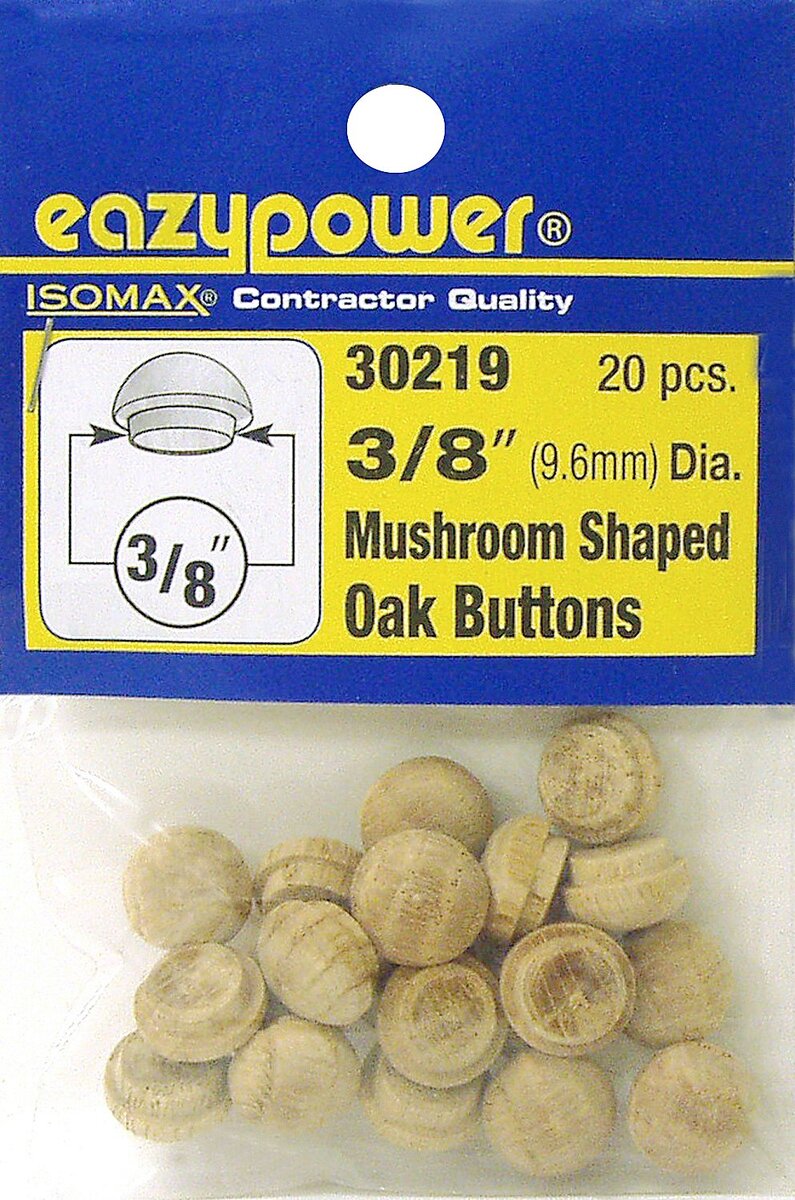 eazypower®
ISOMAX® Contractor Quality
30219 20 pcs.
3/8" (9.6mm) Dia.
Mushroom Shaped
Oak Buttons
3/8"